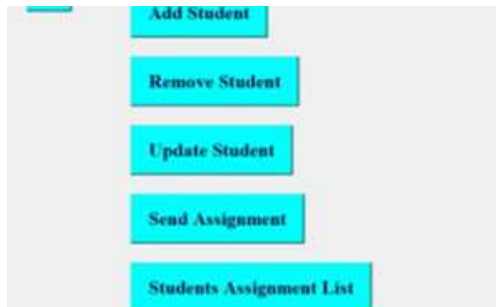 Add Student
Remove Student
Update Student
Send Assignment
Students Assignment List